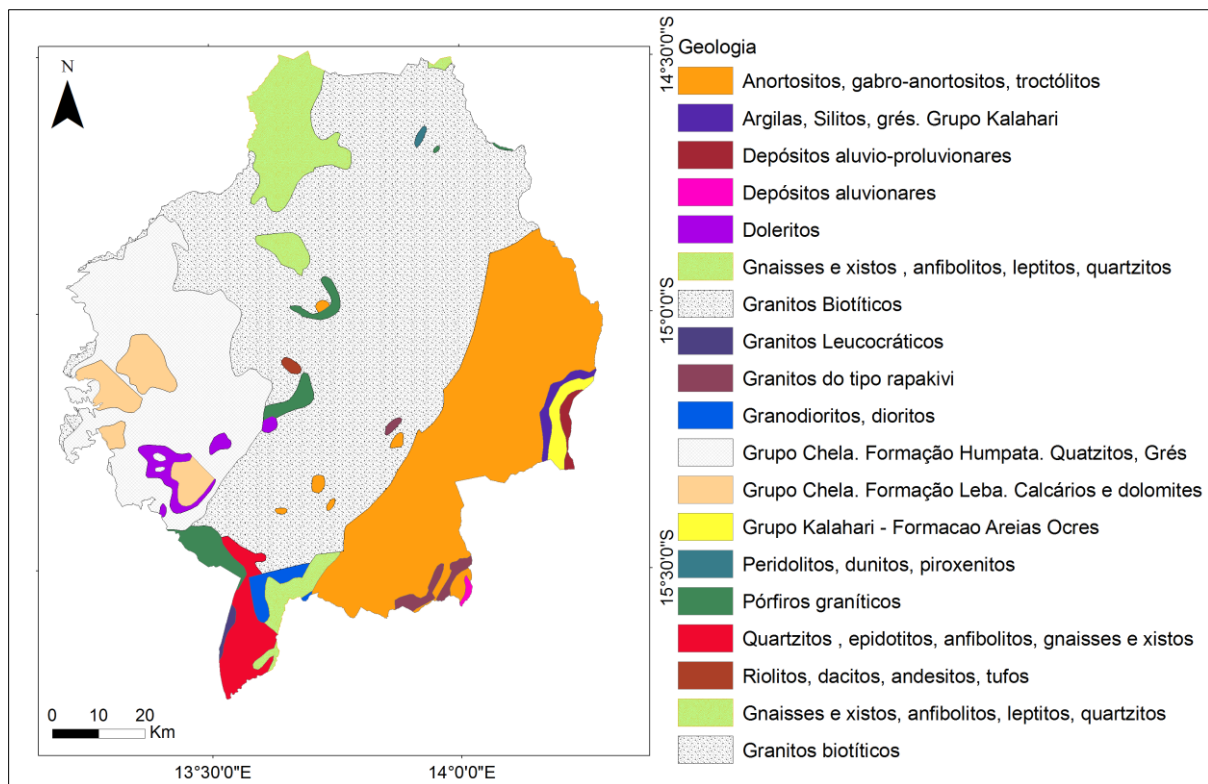 N
Geologia
Anortositos, gabro-anortositos, troctólitos
Argilas, Silitos, grés. Grupo Kalahari
Depósitos aluvio-proluvionares
Depósitos aluvionares
Doleritos
Gnaisses e xistos , anfibolitos, leptitos, quartzitos
Granitos Biotíticos
Granitos Leucocráticos
Granitos do tipo rapakivi
Granodioritos, dioritos
Grupo Chela. Formação Humpata. Quatzitos, Grés
Grupo Chela. Formação Leba. Calcários e dolomites
Grupo Kalahari - Formacao Areias Ocres
Peridolitos, dunitos, piroxenitos
Pórfiros graníticos
Quartzitos , epidotitos, anfibolitos, gnaisses e xistos
Riolitos, dacitos, andesitos, tufos
Gnaisses e xistos, anfibolitos, leptitos, quartzitos
Granitos biotíticos
14°30'0"S
15°0'0"S
15°30'0"S
0 10 20
Km
13°30'0"E
14°0'0"E